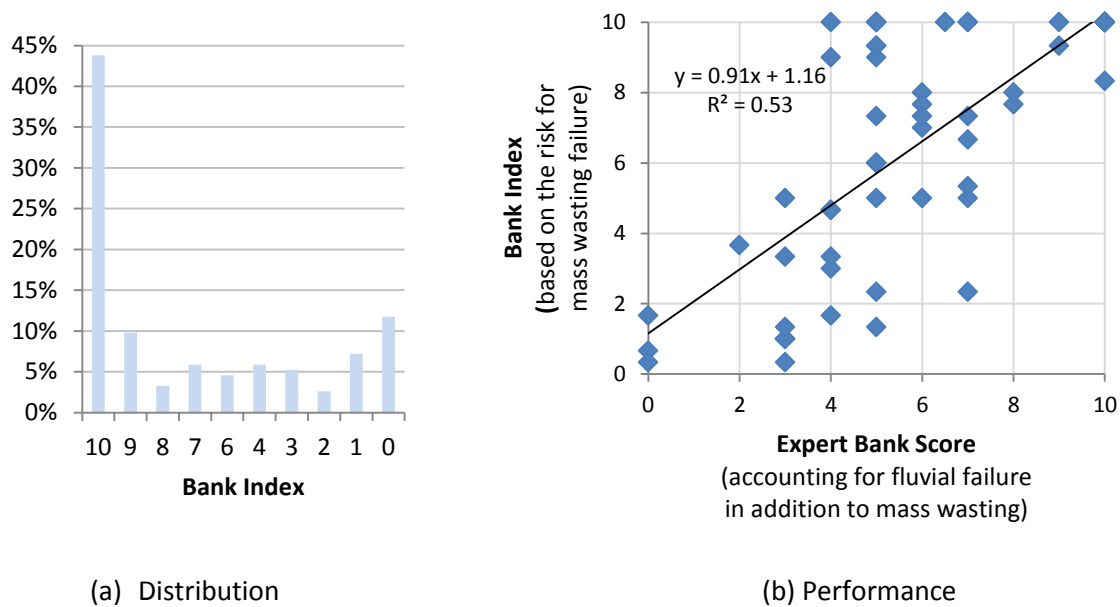 45%
40%
35%
30%
25%
20%
15%
10%
5%
0%
10 9 8 7 6 4 3 2 1 0
Bank Index
(a) Distribution
Bank Index
(based on the risk for
mass wasting failure)
10
8
6
4
2
0
y = 0.91x + 1.16
R² = 0.53
0 2 4 6 8 10
Expert Bank Score
(accounting for fluvial failure
in addition to mass wasting)
(b) Performance